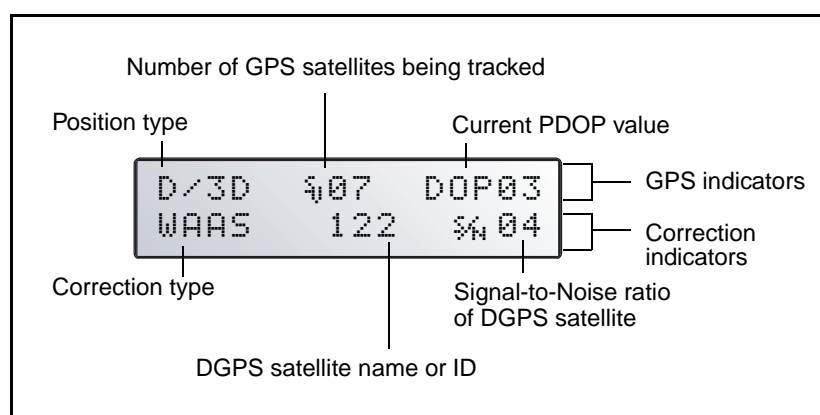 Number of GPS satellites being tracked
Position type
Current PDOP value
D/3D SV07 DOP03
GPS indicators
WAAS 122 S/N 04
Correction
indicators
Correction type
Signal-to-Noise ratio
of DGPS satellite
DGPS satellite name or ID